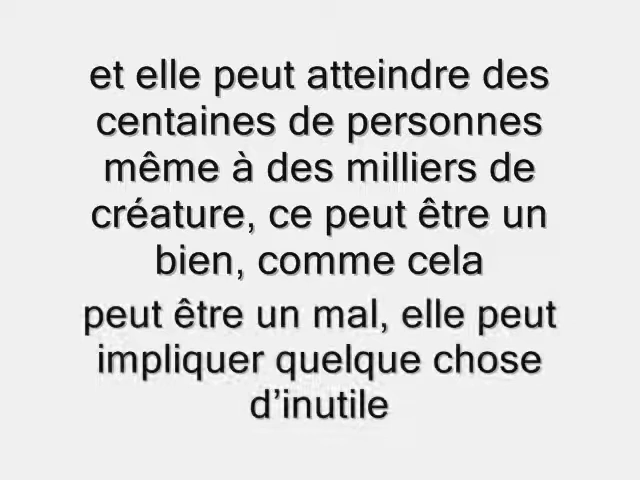 et elle peut atteindre des
centaines de personnes
même à des milliers de
créature, ce peut être un
bien, comme cela
peut être un mal, elle peut
impliquer quelque chose
d’inutile